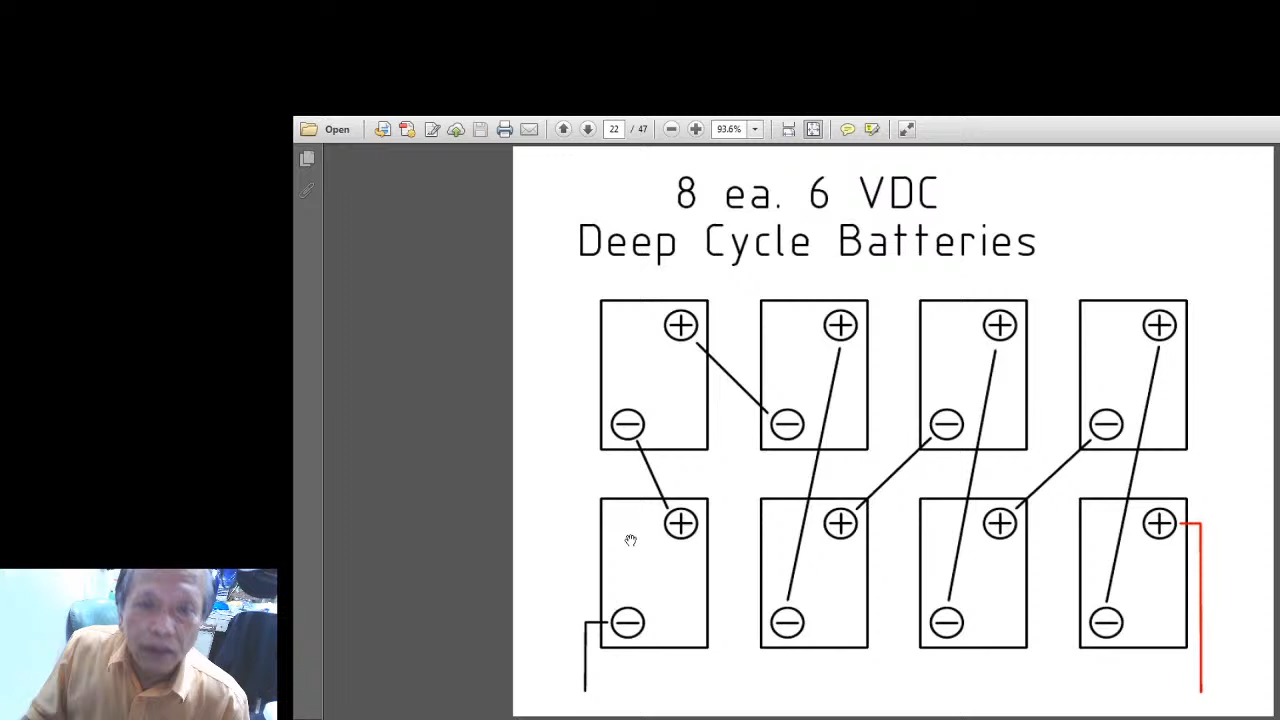 Open
22 / 47
93.6%
8 ea. 6 VDC
Deep Cycle Batteries
+ + + +
− − − −
+ + + +
− − − −